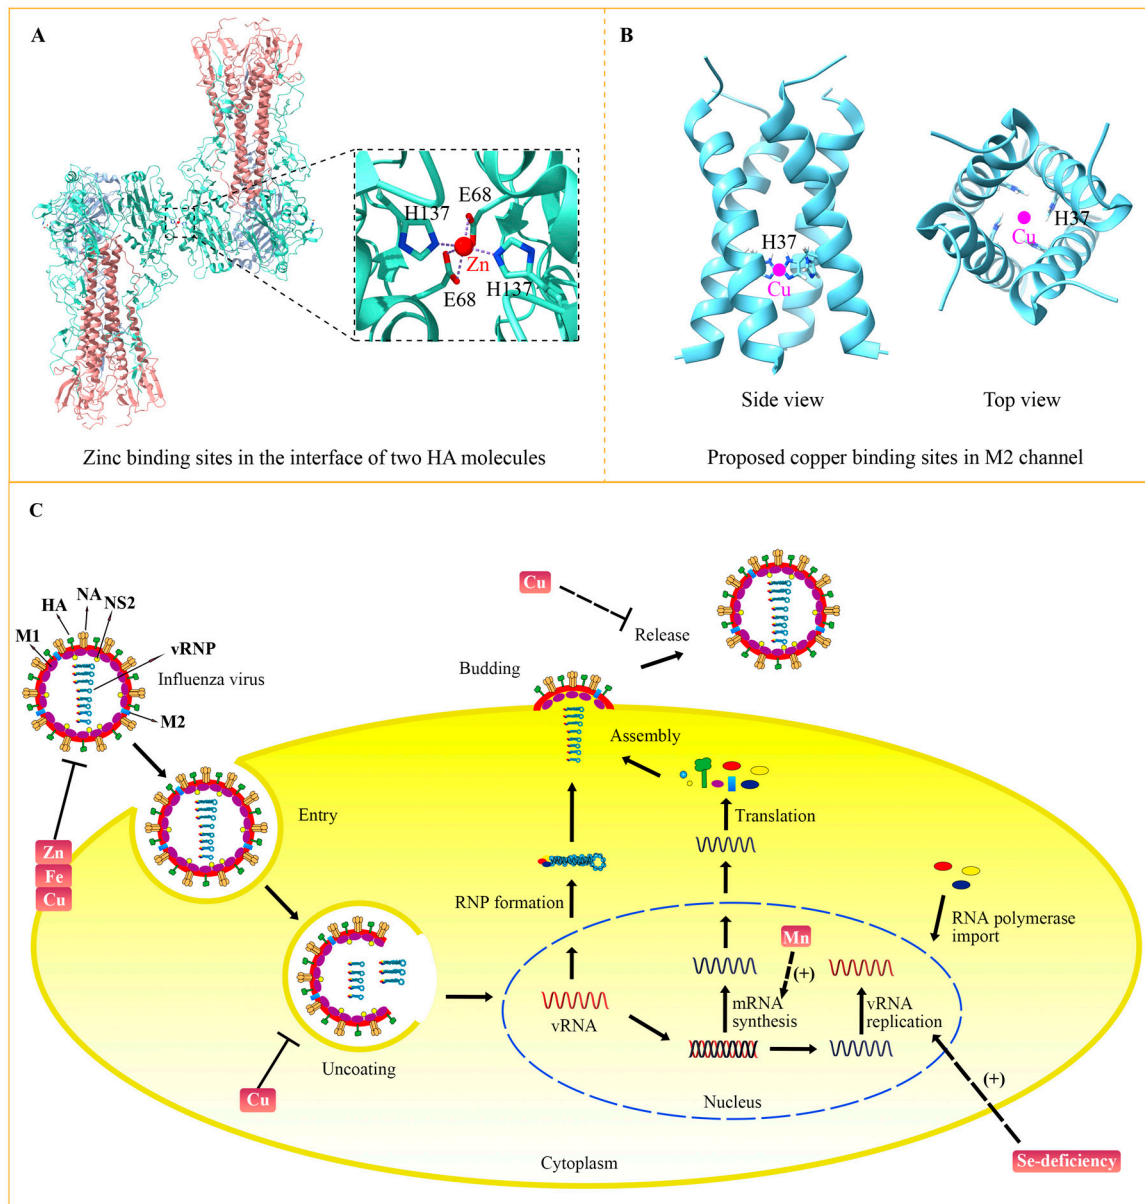 A
E68
H137
Zn
E68
H137
Zinc binding sites in the interface of two HA molecules
B
H37
Cu
H37
Cu
Side view
Top view
Proposed copper binding sites in M2 channel
C
HA
NA
NS2
M1
vRNP
Influenza virus
M2
Zn
Fe
Cu
Entry
Uncoating
Cu
Cu
Release
Budding
Assembly
Translation
RNP formation
RNA polymerase
import
Mn
(+)
vRNA
mRNA
synthesis
vRNA
replication
Nucleus
(+)
Se-deficiency
Cytoplasm